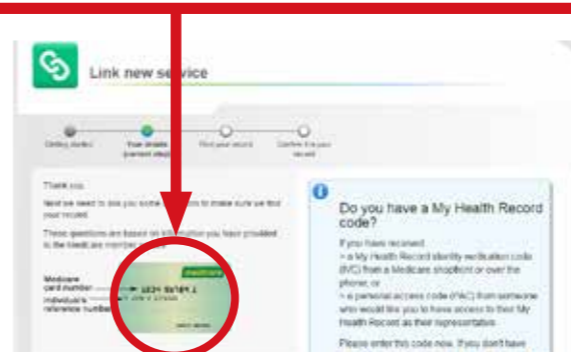 Link new service
Getting started
Your details
(current step)
Find your record
Confirm it is your
record
Thank you.
Next we need to ask you some questions to make sure we find
your record.
These questions are based on information you have provided
to the Medicare
Medicare
card number
Individual's
reference number
medicare
Do you have a My Health Record
code?
If you have received:
> a My Health Record identity verification code
(IVC) from a Medicare shopfront or over the
phone; or
> a personal access code (PAC) from someone
who would like you to have access to their My
Health Record as their representative.
Please enter this code now. If you don't have